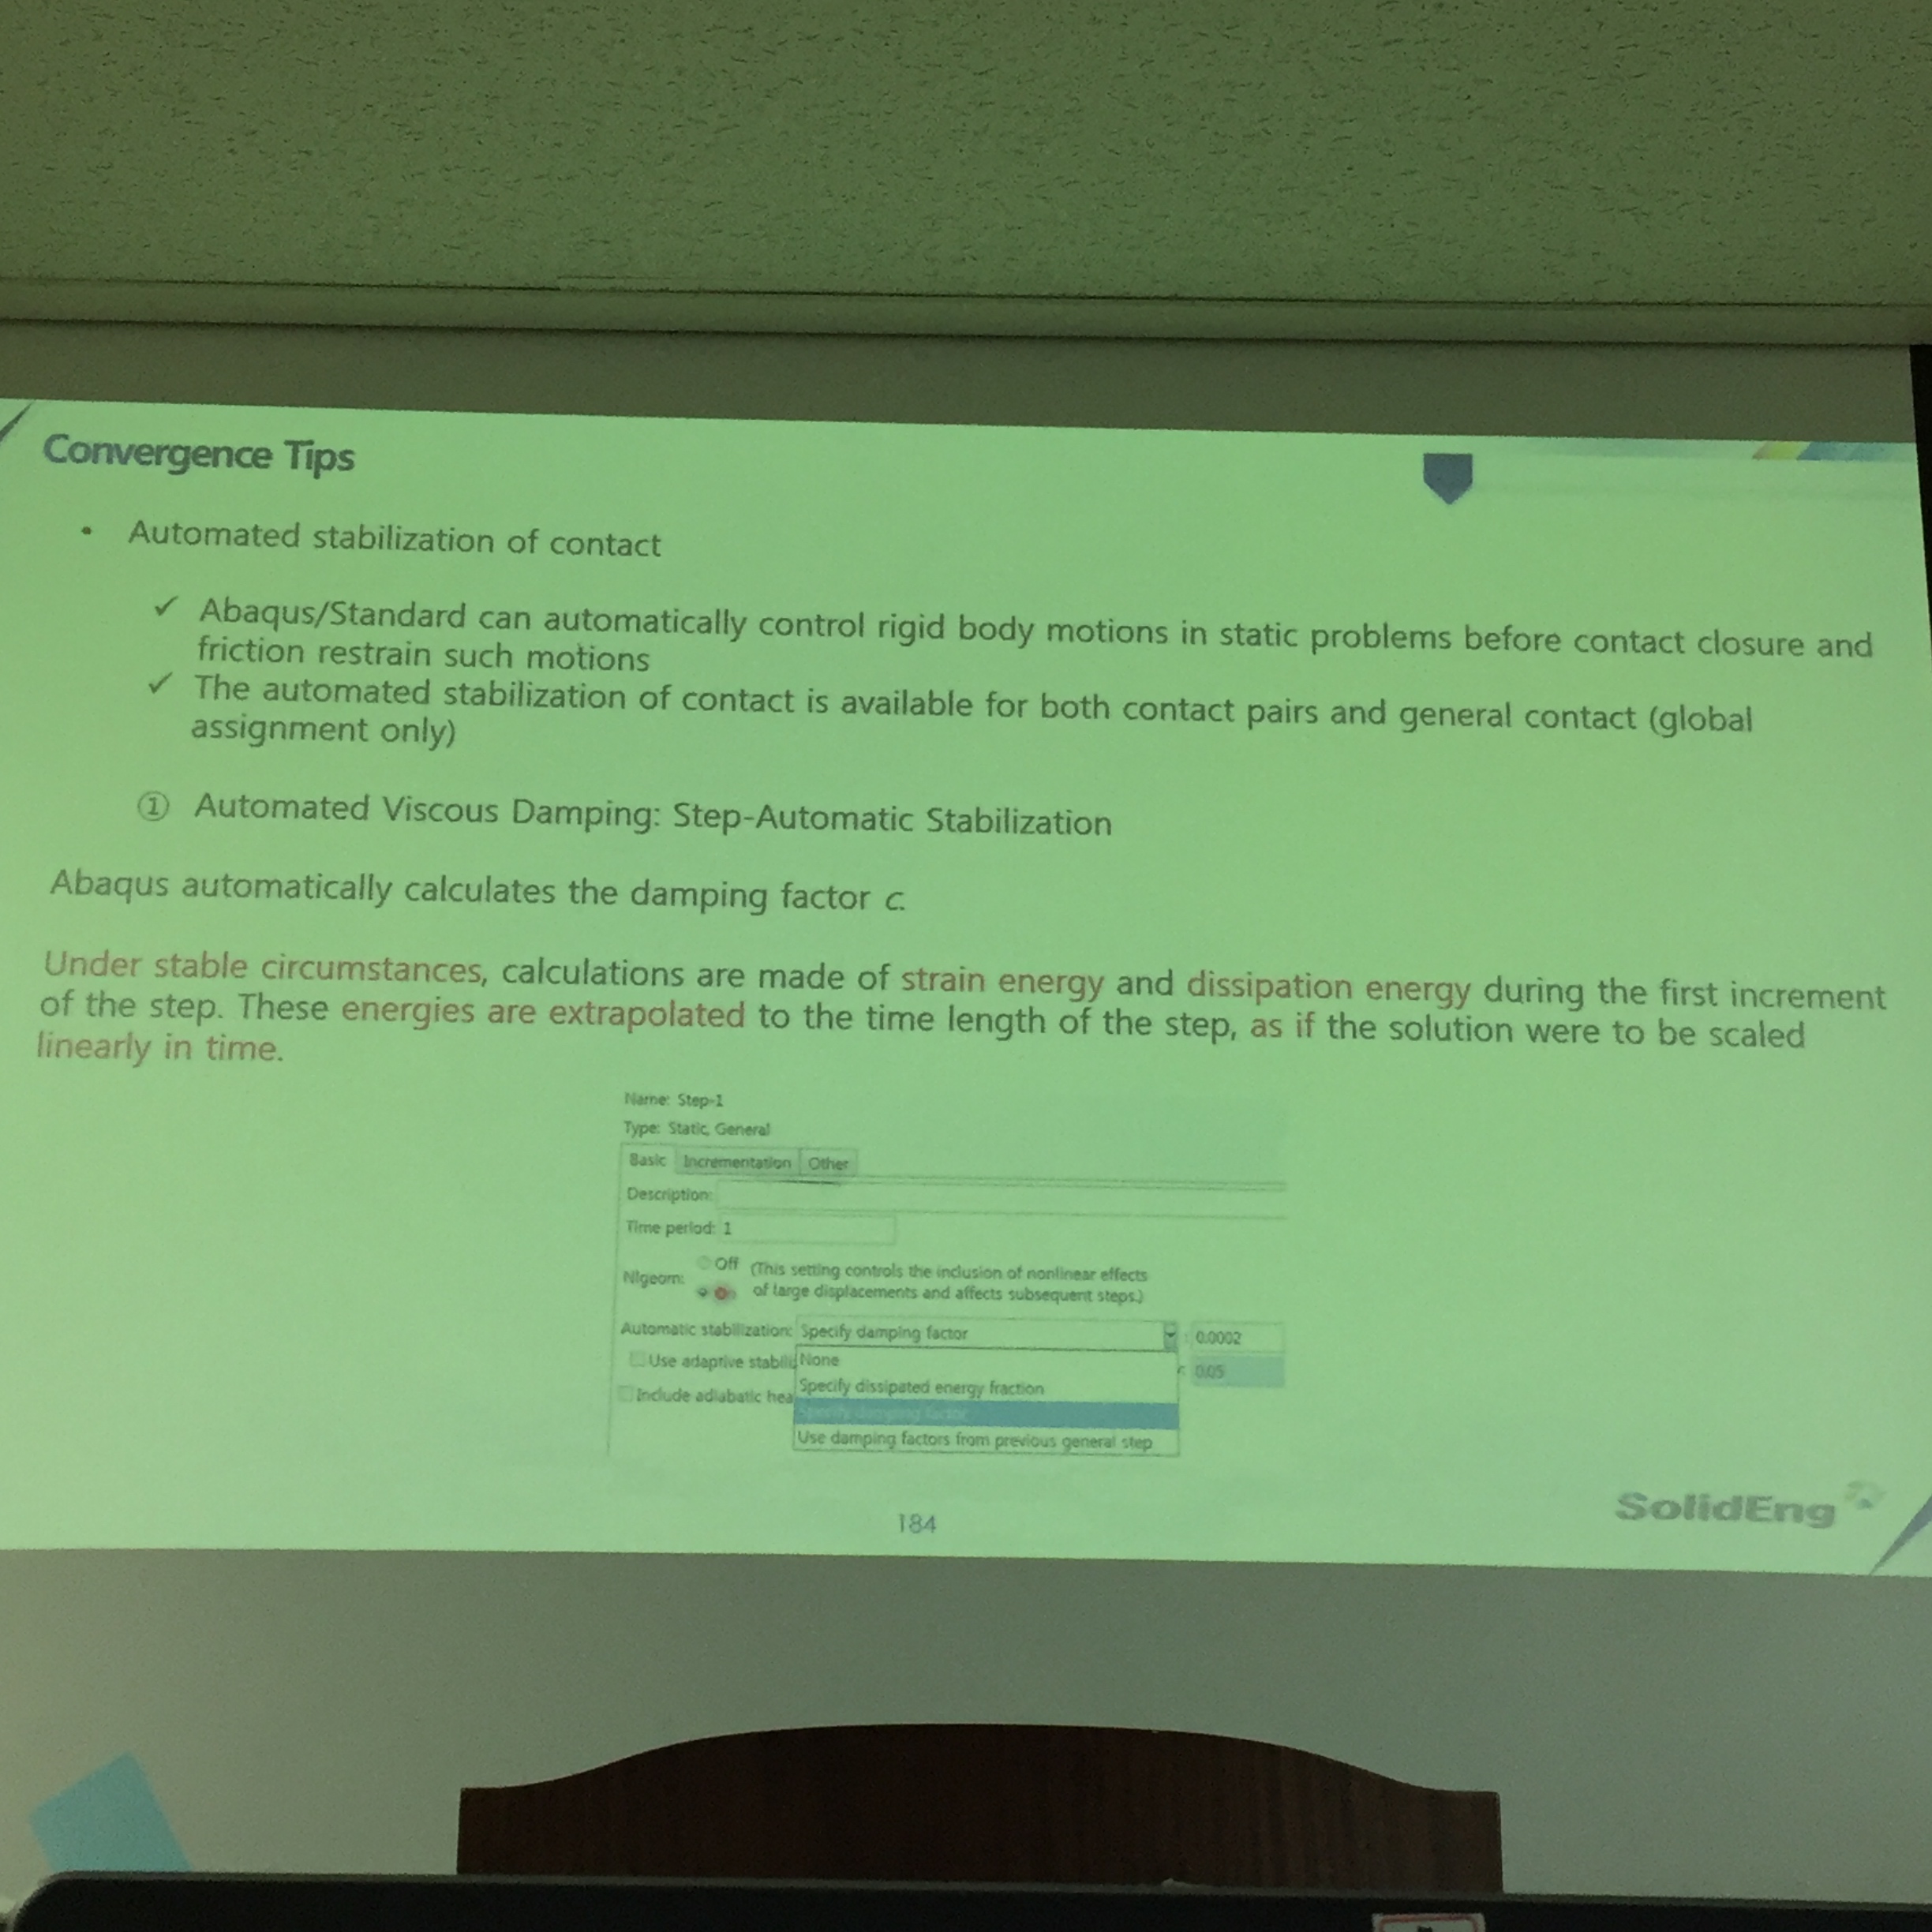 Convergence Tips
• Automated stabilization of contact
✓ Abaqus/Standard can automatically control rigid body motions in static problems before contact closure and
friction restrain such motions
✓ The automated stabilization of contact is available for both contact pairs and general contact (global
assignment only)
① Automated Viscous Damping: Step-Automatic Stabilization
Abaqus automatically calculates the damping factor c.
Under stable circumstances, calculations are made of strain energy and dissipation energy during the first increment
of the step. These energies are extrapolated to the time length of the step, as if the solution were to be scaled
linearly in time.
Name: Step-1
Type: Static, General
Basic Incrementation Other
Description:
Time period: 1
Nlgeom: Off (This setting controls the inclusion of nonlinear effects
of large displacements and affects subsequent steps.)
Automatic stabilization: Specify damping factor : 0.0002
Use adaptive stabili None 0.05
Specify dissipated energy fraction
Include adiabatic hea
Specify damping factor
Use damping factors from previous general step
184
SolidEng